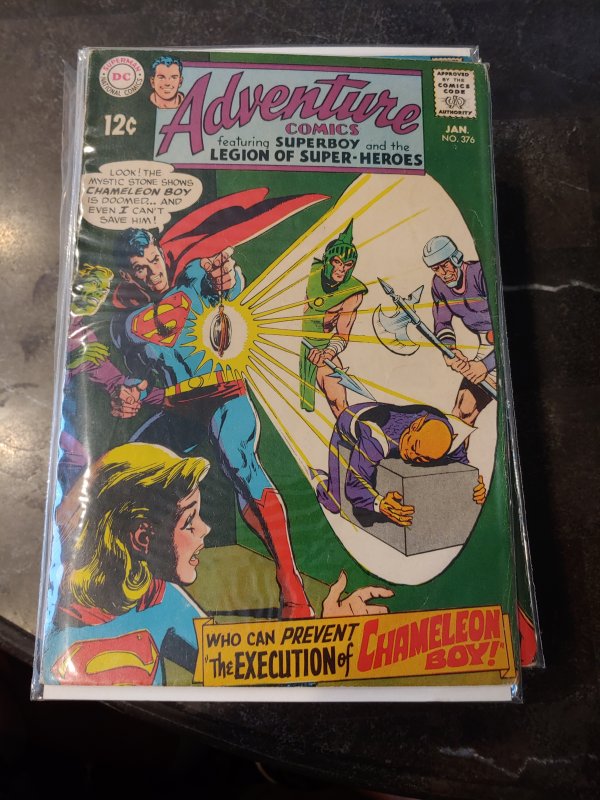 SUPERMAN
DC
NATIONAL COMICS
12¢
Adventure
COMICS
featuring SUPERBOY and the
LEGION OF SUPER-HEROES
APPROVED
BY THE
COMICS
CODE
AUTHORITY
JAN.
NO. 376
LOOK! THE
MYSTIC STONE SHOWS
CHAMELEON BOY
IS DOOMED.. AND
EVEN I CAN'T
SAVE HIM!
S
WHO CAN PREVENT
"The EXECUTION of
CHAMELEON
BOY!"